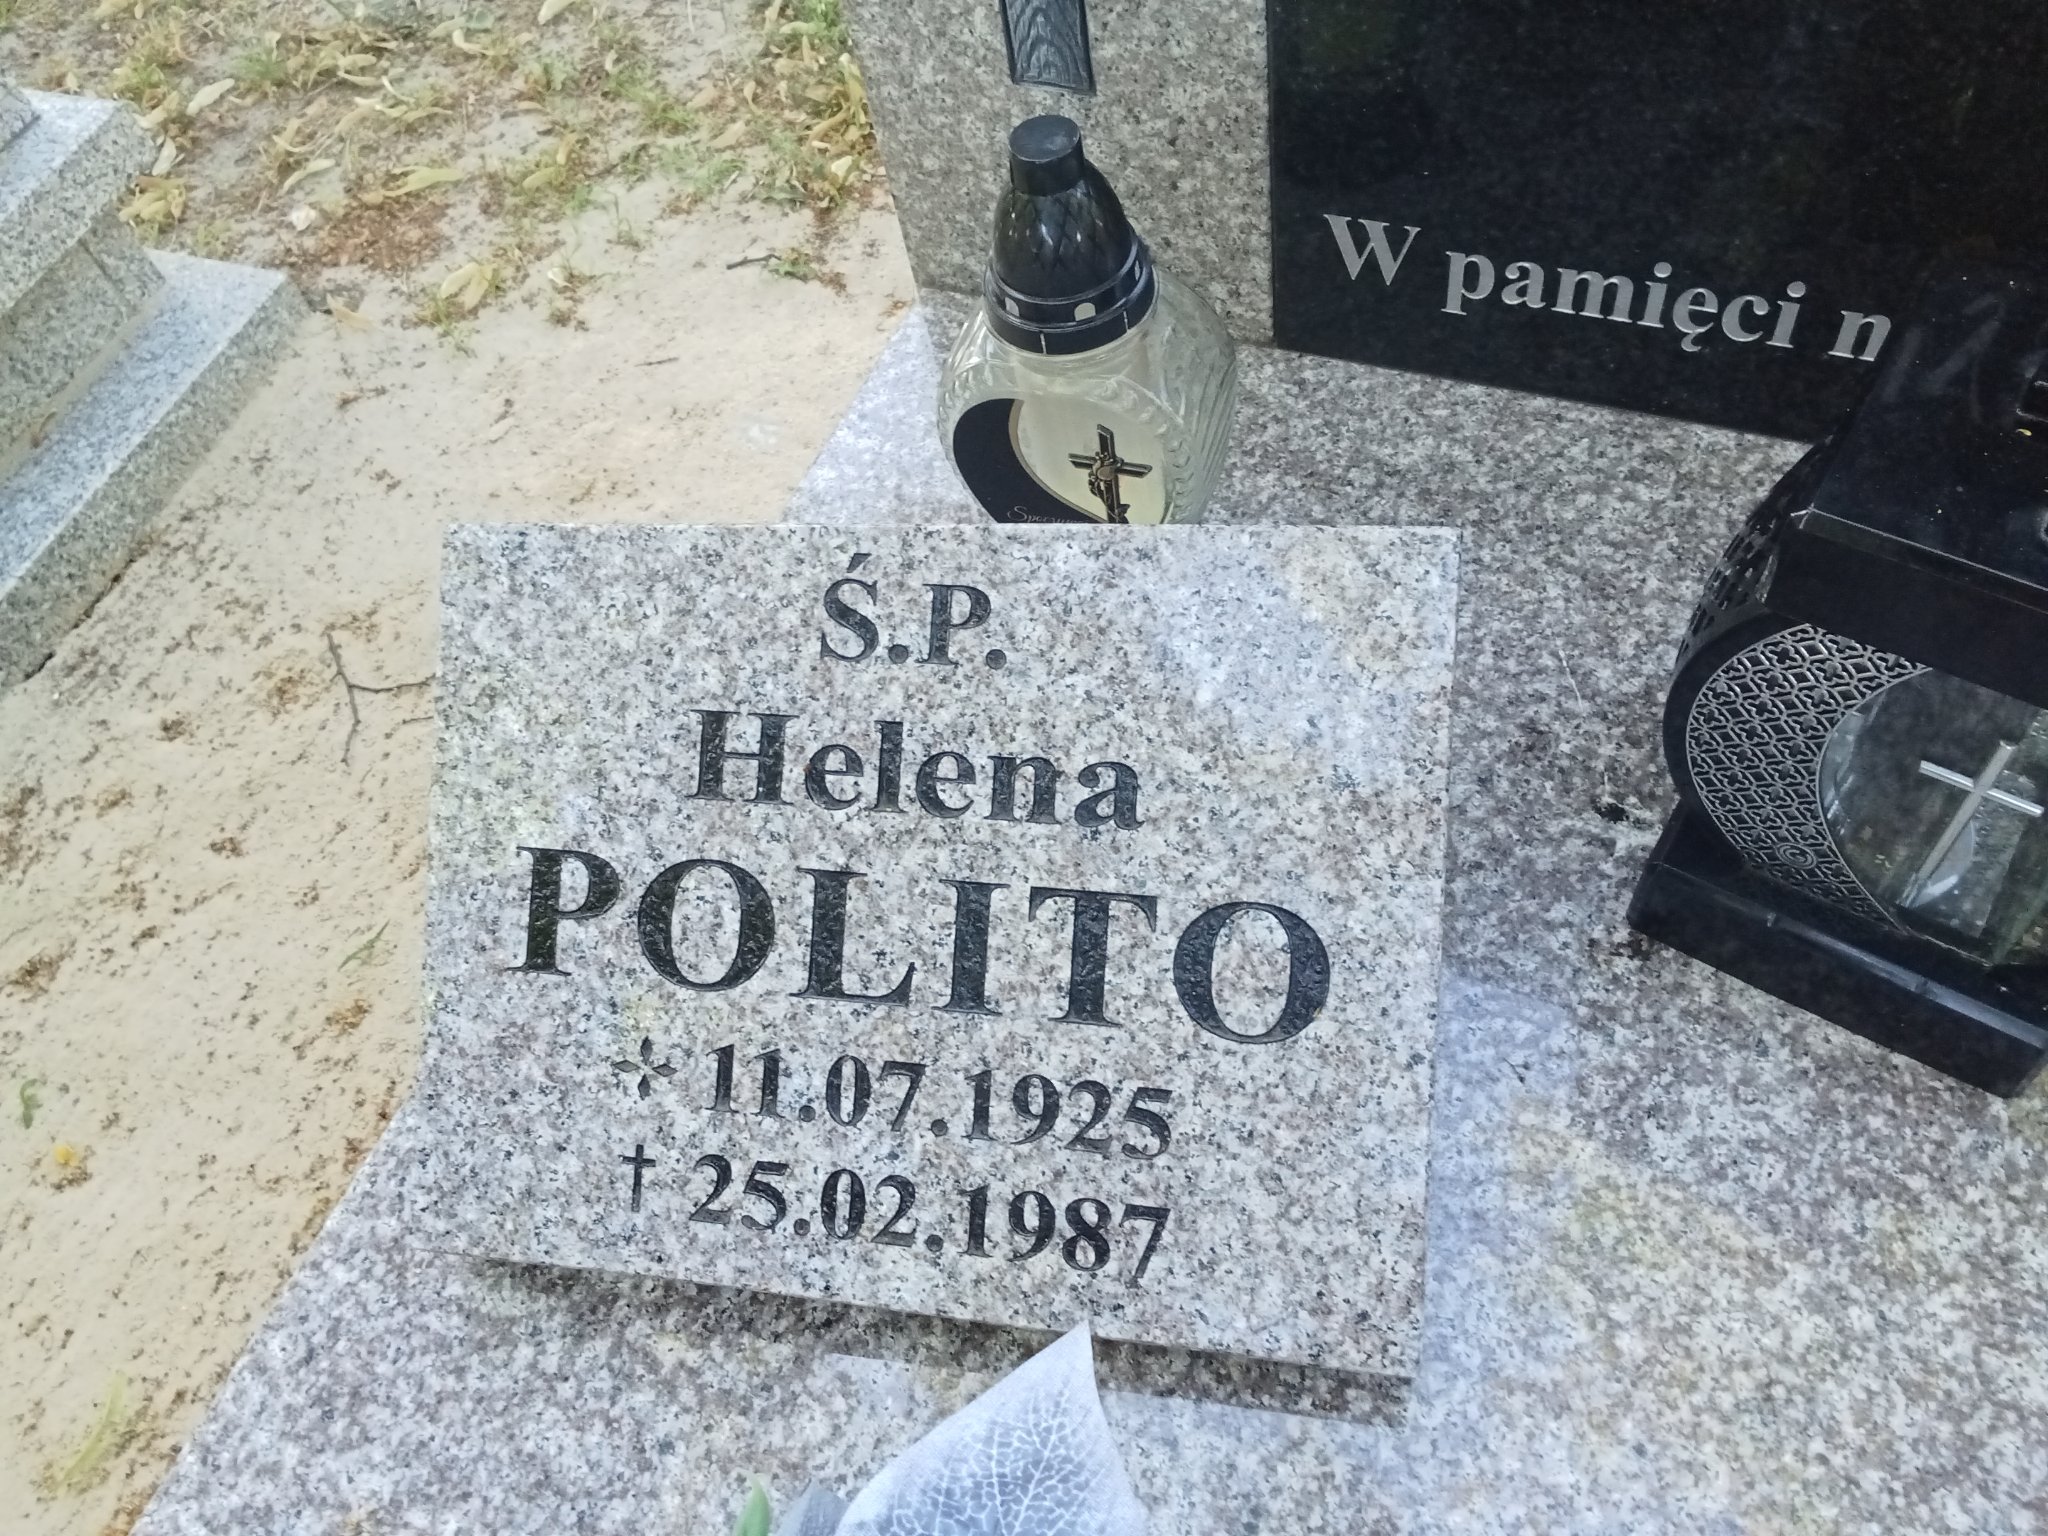 W pamięci n
Ś.P.
Helena
POLITO
11.07.1925
† 25.02.1987